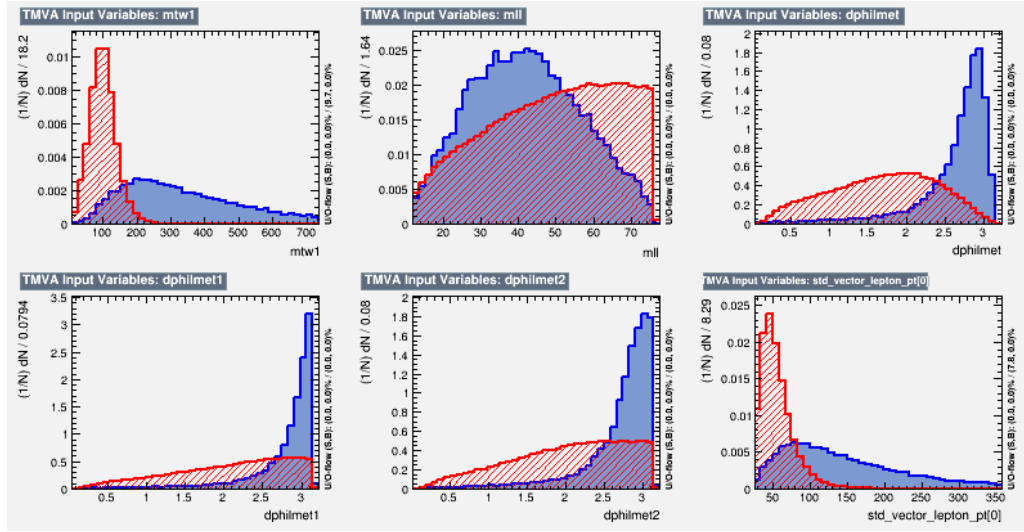 TMVA Input Variables: mtw1
(1/N) dN / 18.2
0.01
0.008
0.006
0.004
0.002
0
100 200 300 400 500 600 700
mtw1
U/O-flow (S,B): (0.0, 0.0)% / (9.7, 0.0)%
TMVA Input Variables: mll
(1/N) dN / 1.64
0.025
0.02
0.015
0.01
0.005
0
20 30 40 50 60 70
mll
U/O-flow (S,B): (0.0, 0.0)% / (0.0, 0.0)%
TMVA Input Variables: dphilmet
(1/N) dN / 0.08
2
1.8
1.6
1.4
1.2
1
0.8
0.6
0.4
0.2
0
0.5 1 1.5 2 2.5 3
dphilmet
U/O-flow (S,B): (0.0, 0.0)% / (0.0, 0.0)%
TMVA Input Variables: dphilmet1
(1/N) dN / 0.0794
3.5
3
2.5
2
1.5
1
0.5
0
0.5 1 1.5 2 2.5 3
dphilmet1
U/O-flow (S,B): (0.0, 0.0)% / (0.0, 0.0)%
TMVA Input Variables: dphilmet2
(1/N) dN / 0.08
2
1.8
1.6
1.4
1.2
1
0.8
0.6
0.4
0.2
0
0.5 1 1.5 2 2.5 3
dphilmet2
U/O-flow (S,B): (0.0, 0.0)% / (0.0, 0.0)%
TMVA Input Variables: std_vector_lepton_pt[0]
(1/N) dN / 8.29
0.025
0.02
0.015
0.01
0.005
0
50 100 150 200 250 300 350
std_vector_lepton_pt[0]
U/O-flow (S,B): (0.0, 0.0)% / (7.8, 0.0)%